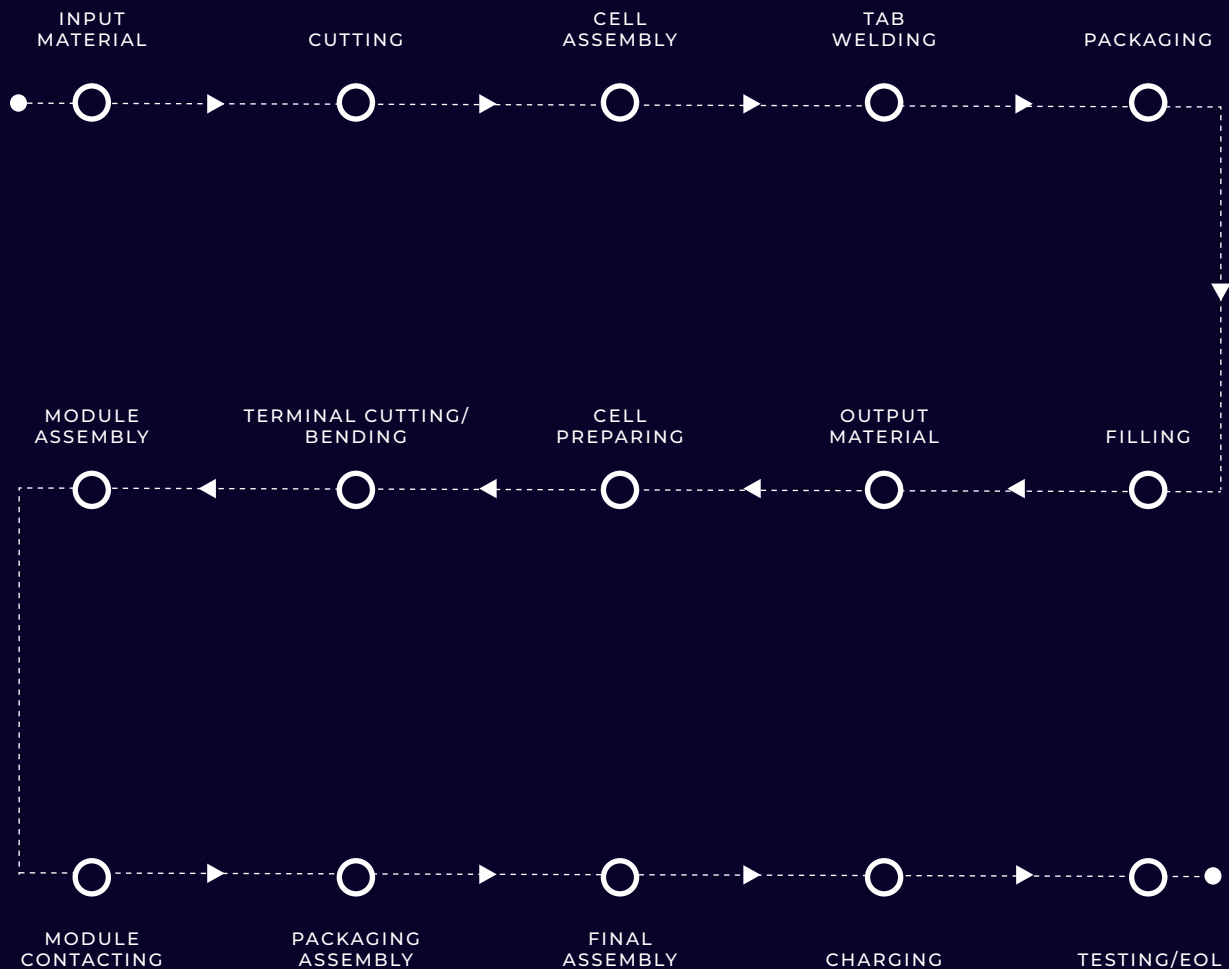 INPUT
MATERIAL
CUTTING
CELL
ASSEMBLY
TAB
WELDING
PACKAGING
MODULE
ASSEMBLY
TERMINAL CUTTING/
BENDING
CELL
PREPARING
OUTPUT
MATERIAL
FILLING
MODULE
CONTACTING
PACKAGING
ASSEMBLY
FINAL
ASSEMBLY
CHARGING
TESTING/EOL